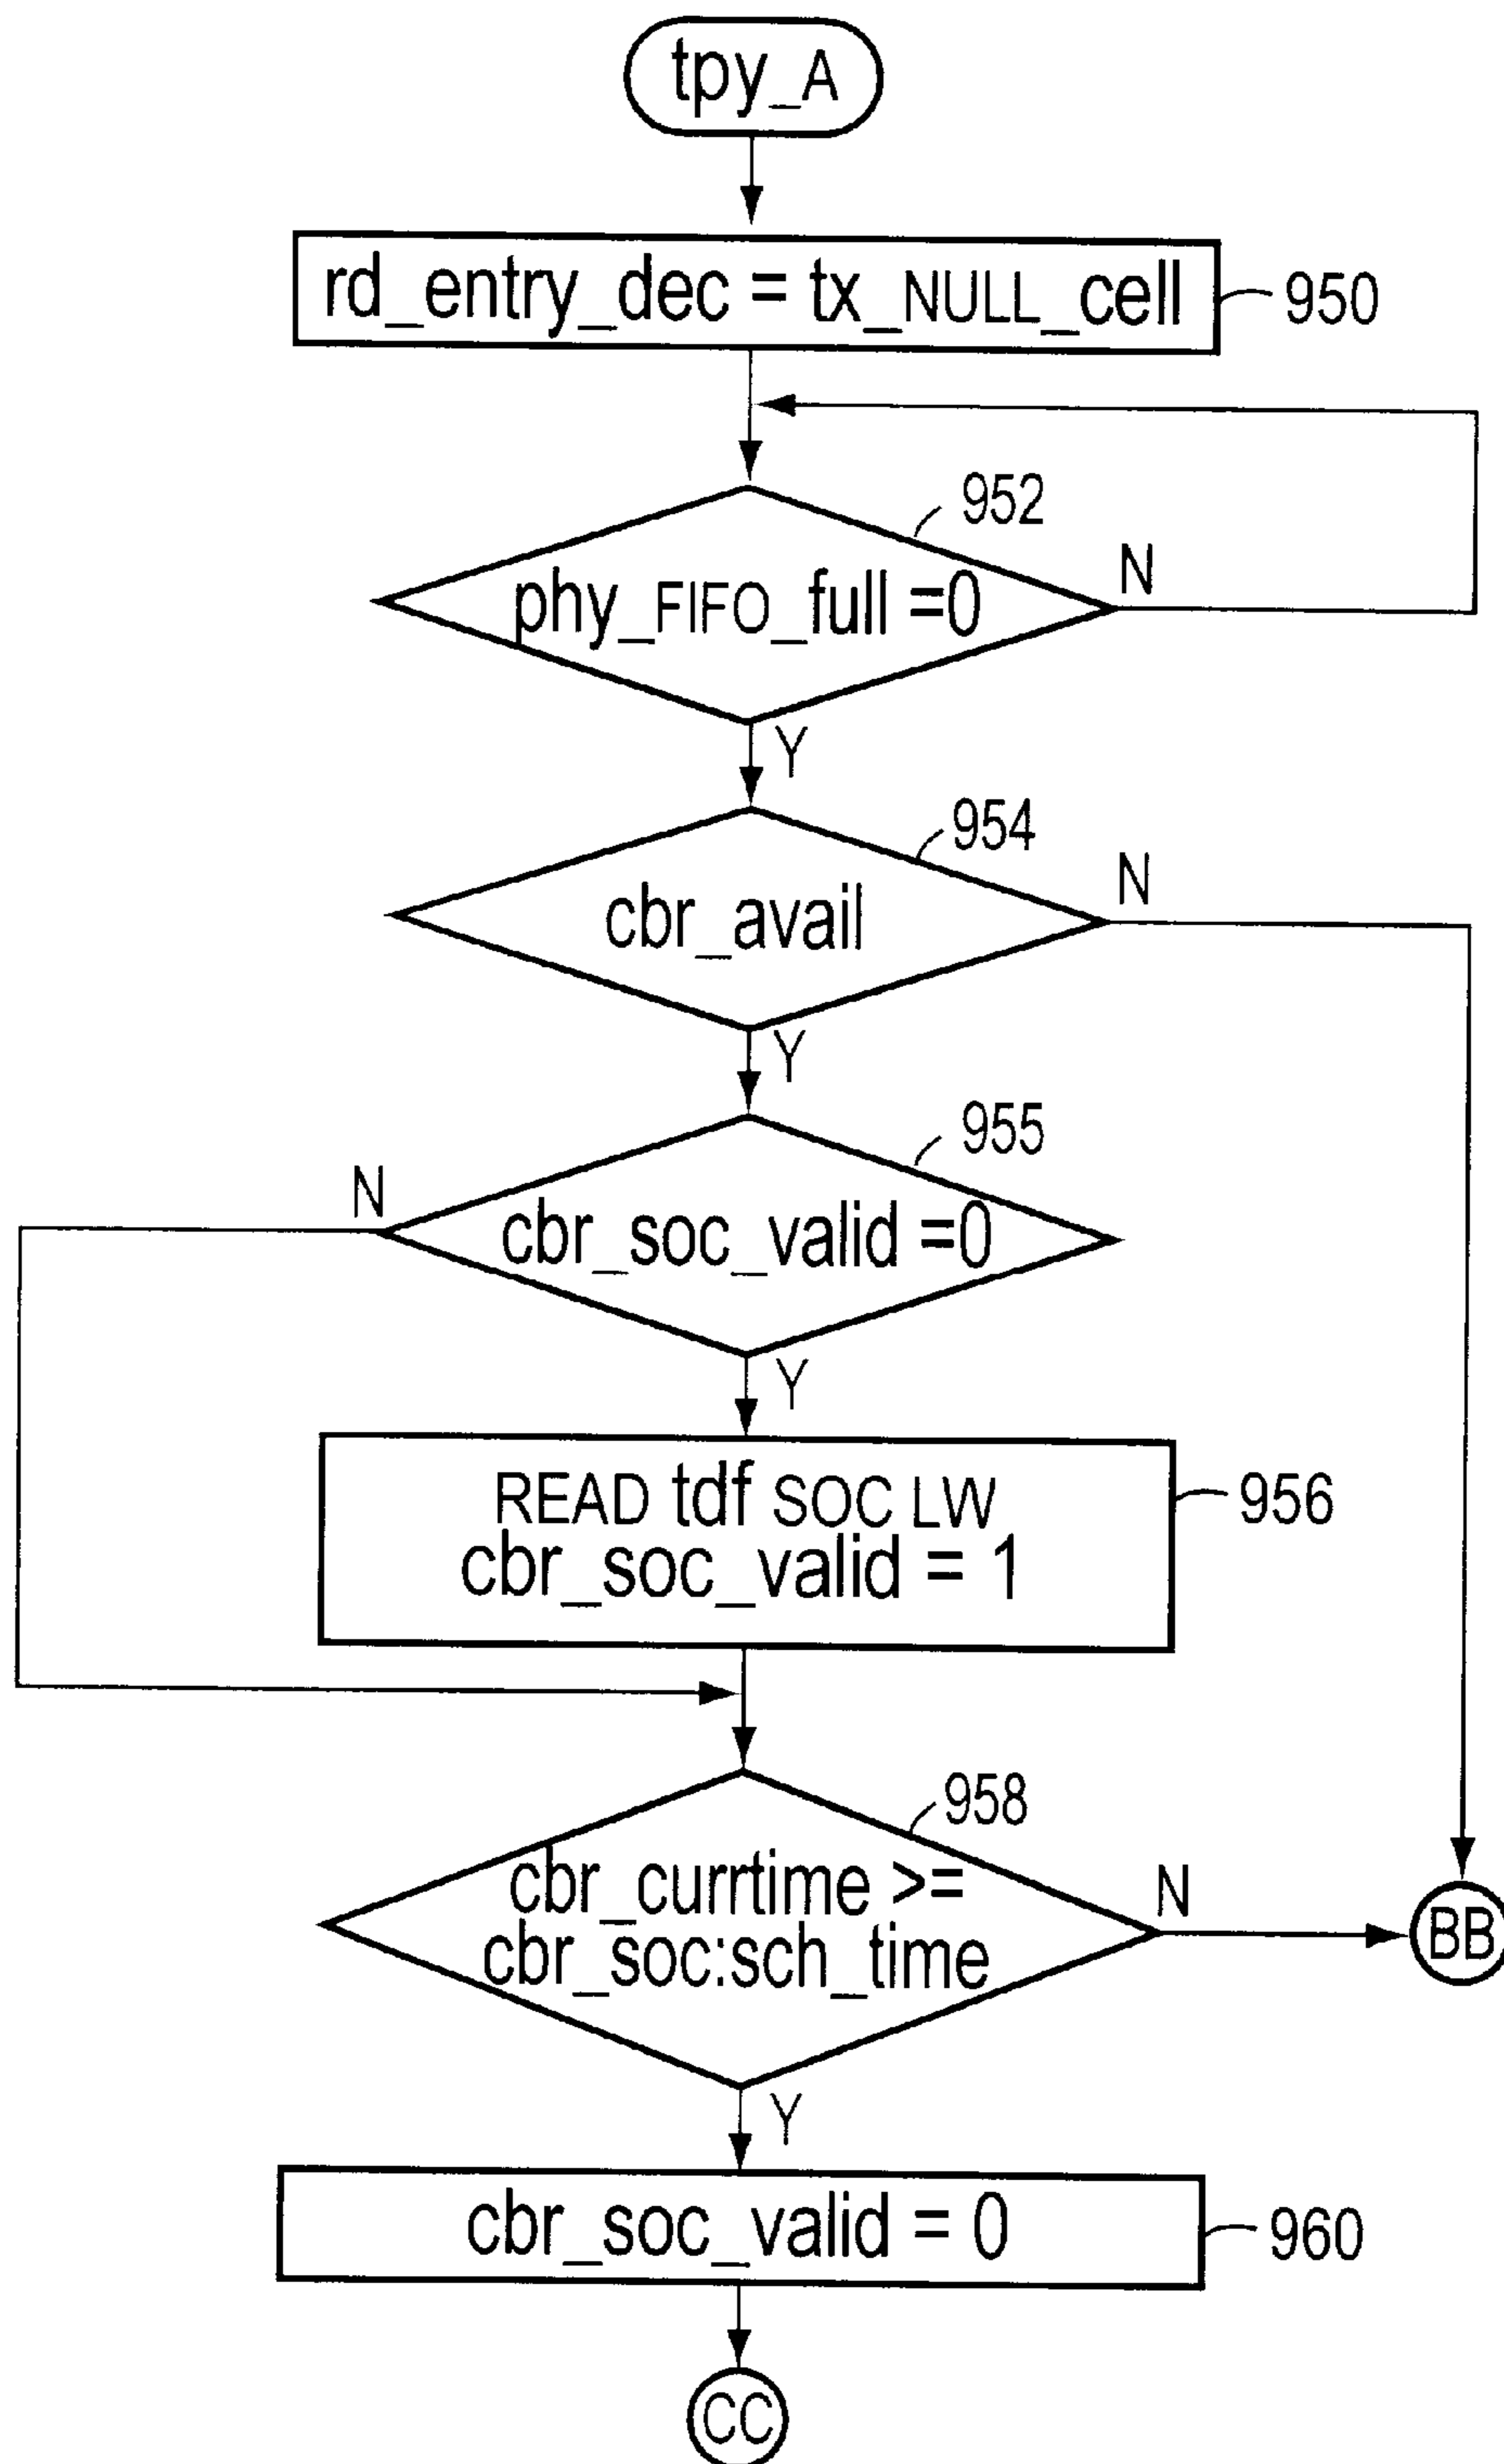 tpy_A
rd_entry_dec = tx_NULL_cell
950
952
phy_FIFO_full =0
N
Y
954
cbr_avail
N
Y
955
N
cbr_soc_valid =0
Y
READ tdf SOC LW
cbr_soc_valid = 1
956
958
cbr_currtime >=
cbr_soc:sch_time
N
BB
Y
cbr_soc_valid = 0
960
CC